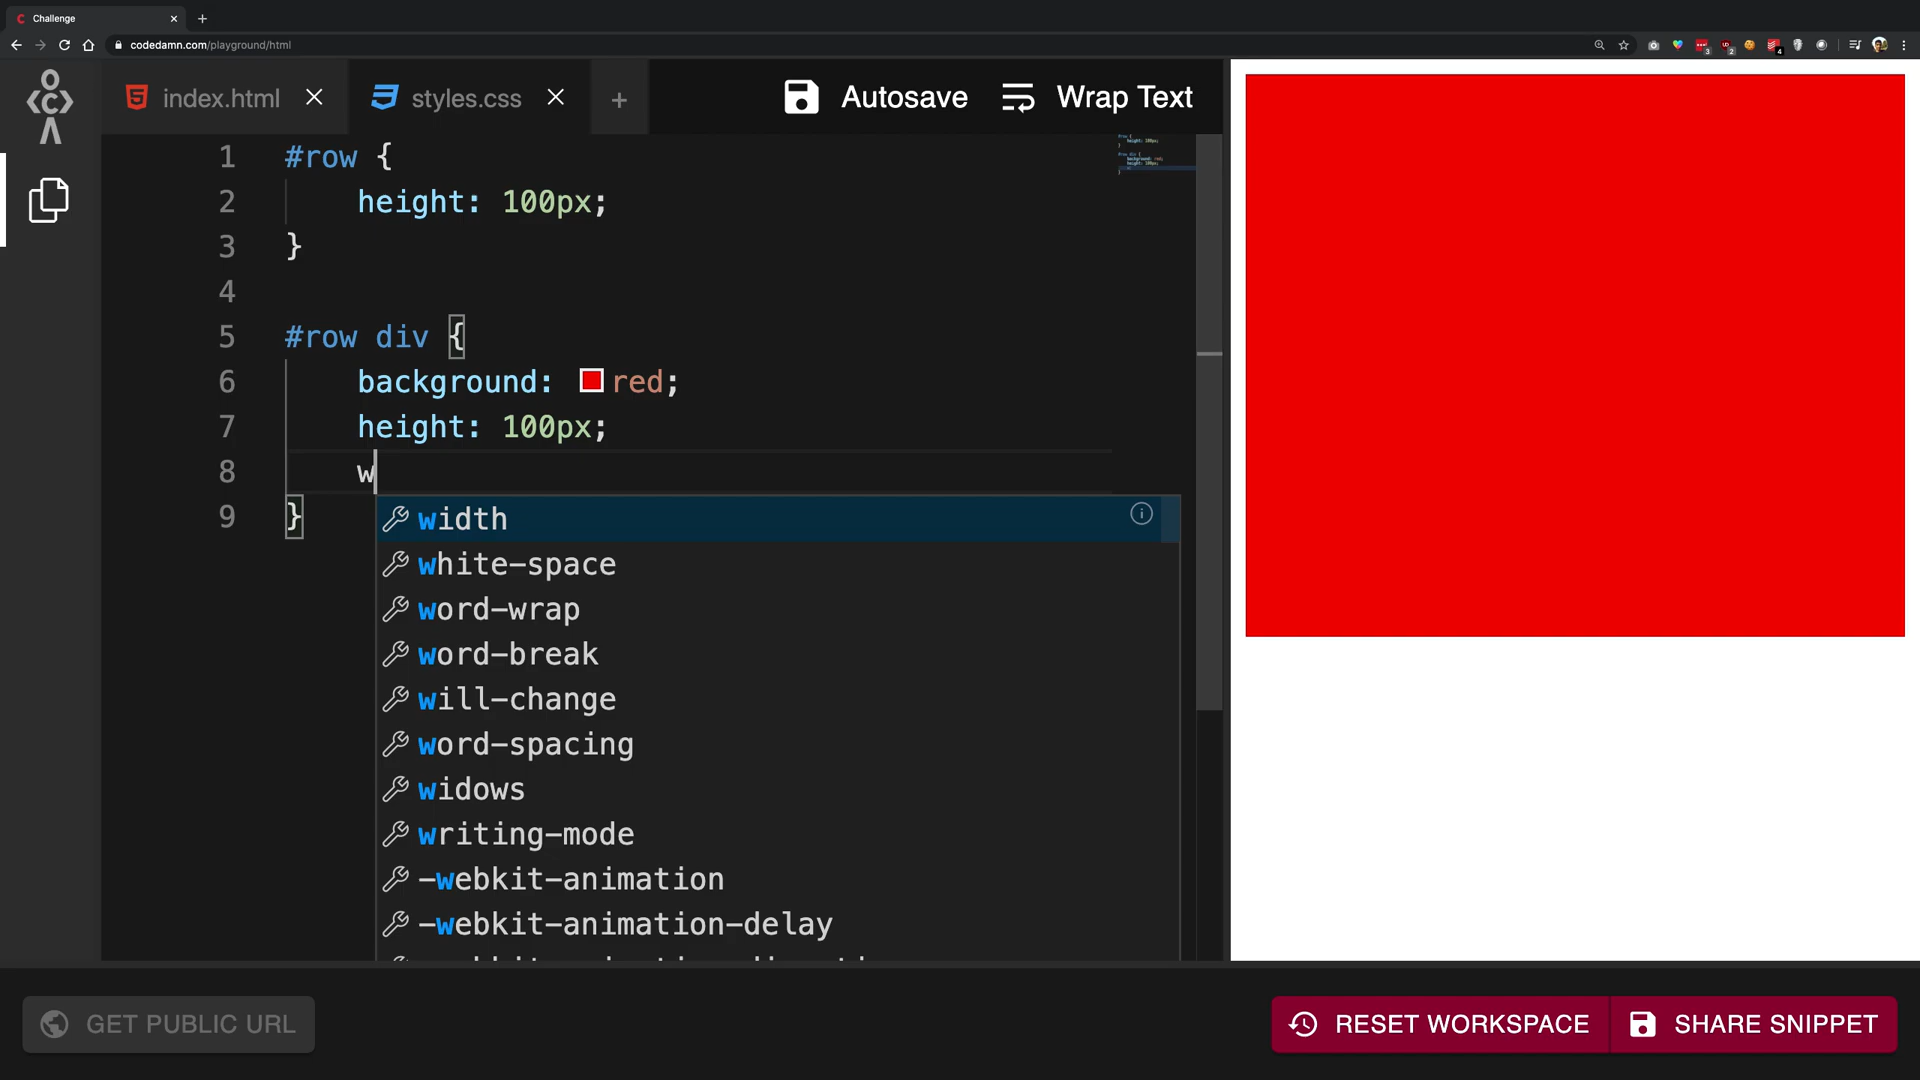 Challenge
codedamn.com/playground/html
index.html
styles.css
Autosave
Wrap Text
1 #row {
2 height: 100px;
3 }
4
5 #row div {
6 background: red;
7 height: 100px;
8 w
9 }
width
white-space
word-wrap
word-break
will-change
word-spacing
widows
writing-mode
-webkit-animation
-webkit-animation-delay
GET PUBLIC URL
RESET WORKSPACE
SHARE SNIPPET